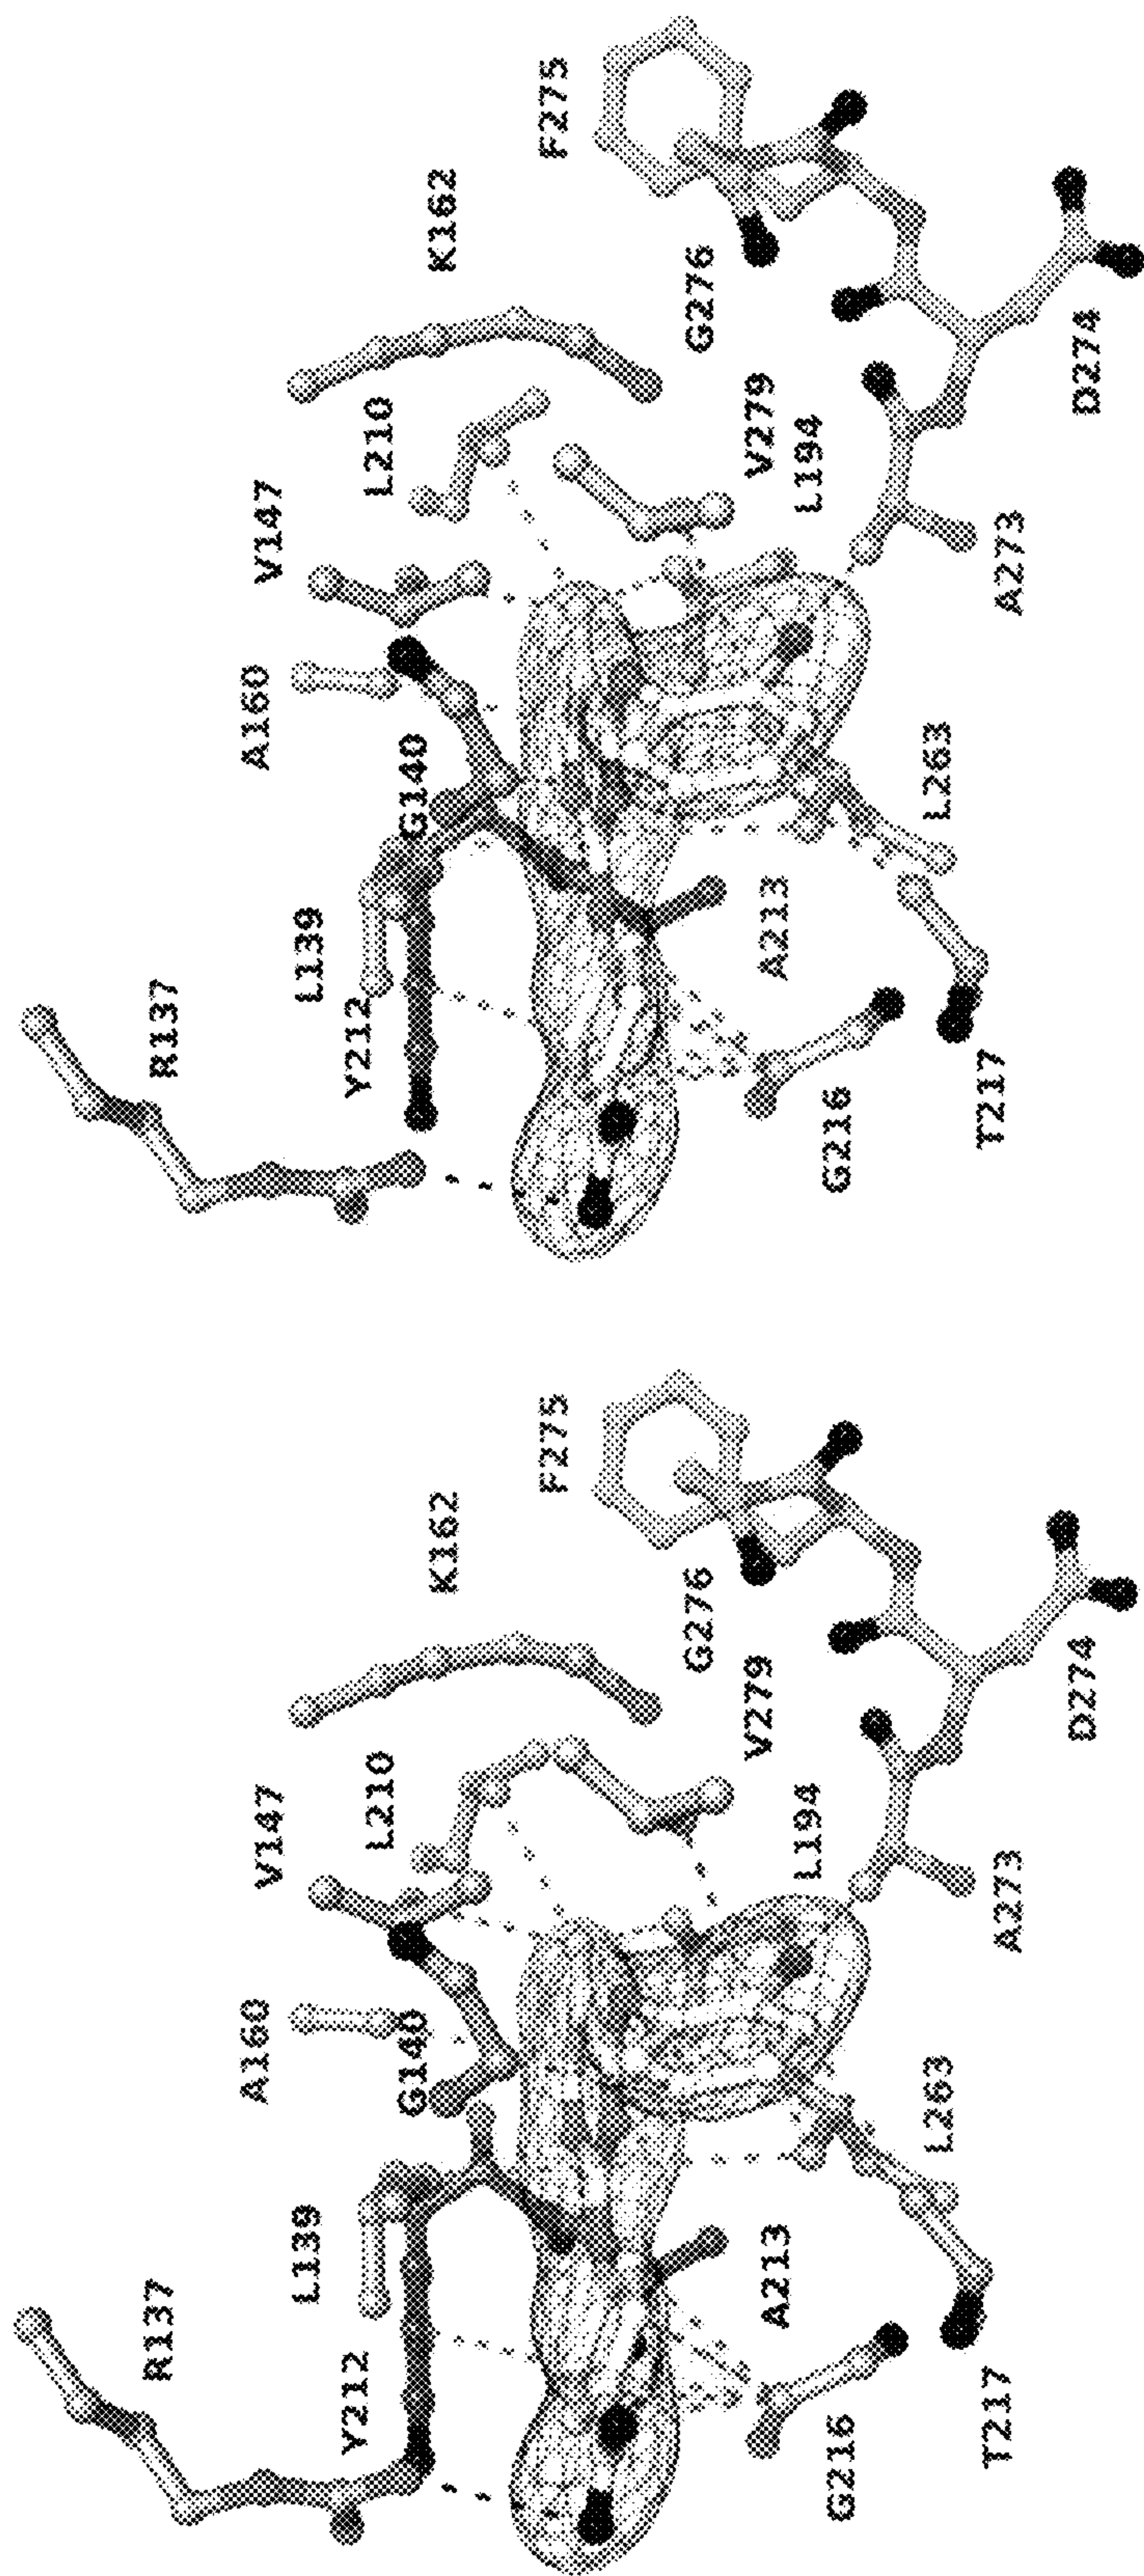 R137
Y212
L139
A160
G140
V147
L210
K162
F275
G276
V279
L194
A213
L263
A273
D274
G216
T217
R137
Y212
L139
A160
G140
V147
L210
K162
F275
G276
V279
L194
A213
L263
A273
D274
G216
T217